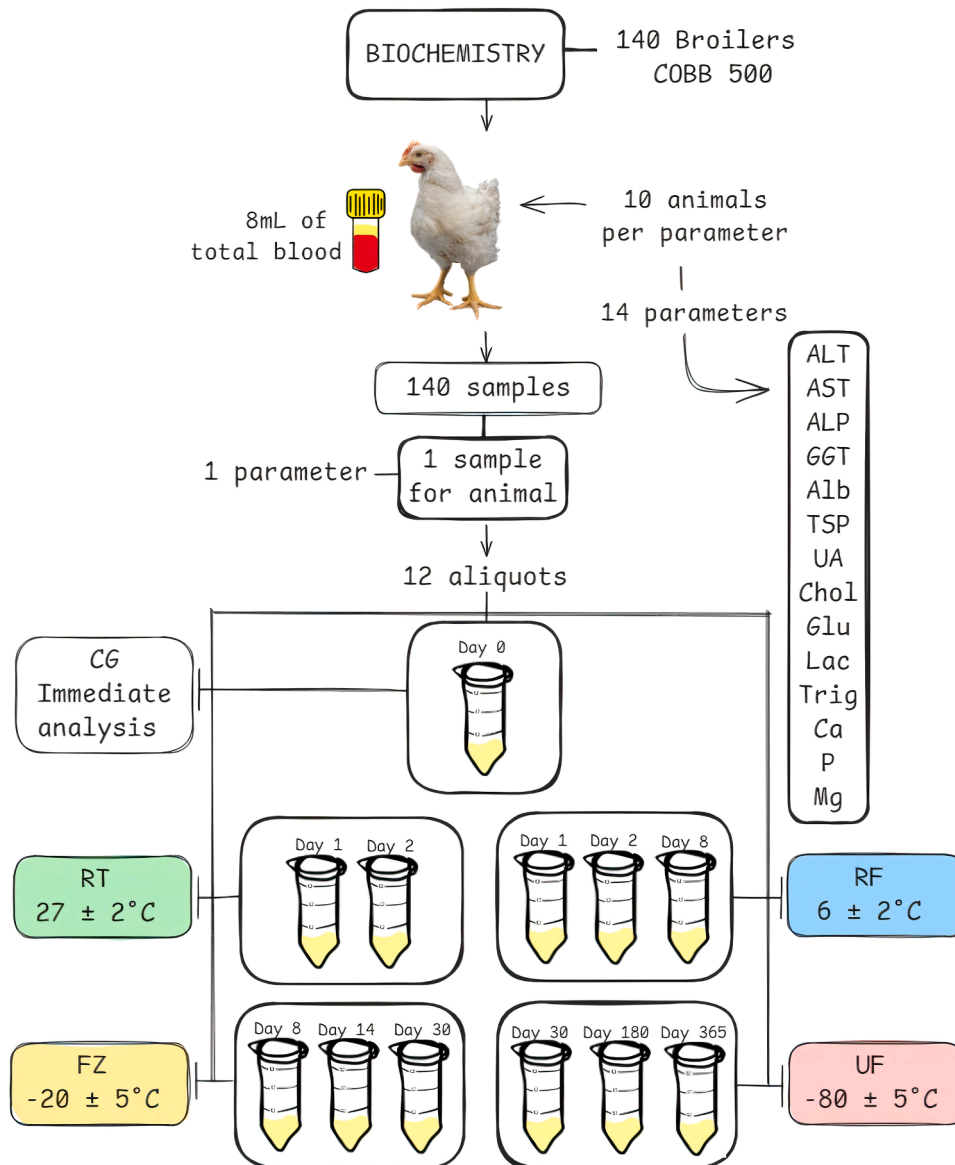 BIOCHEMISTRY
140 Broilers
COBB 500
8mL of
total blood
10 animals
per parameter
14 parameters
140 samples
1 parameter
1 sample
for animal
12 aliquots
ALT
AST
ALP
GGT
Alb
TSP
UA
Chol
Glu
Lac
Trig
Ca
P
Mg
CG
Immediate
analysis
Day 0
RT
27 ± 2°C
Day 1 Day 2
Day 1 Day 2 Day 8
RF
6 ± 2°C
FZ
-20 ± 5°C
Day 8 Day 14 Day 30
Day 30 Day 180 Day 365
UF
-80 ± 5°C